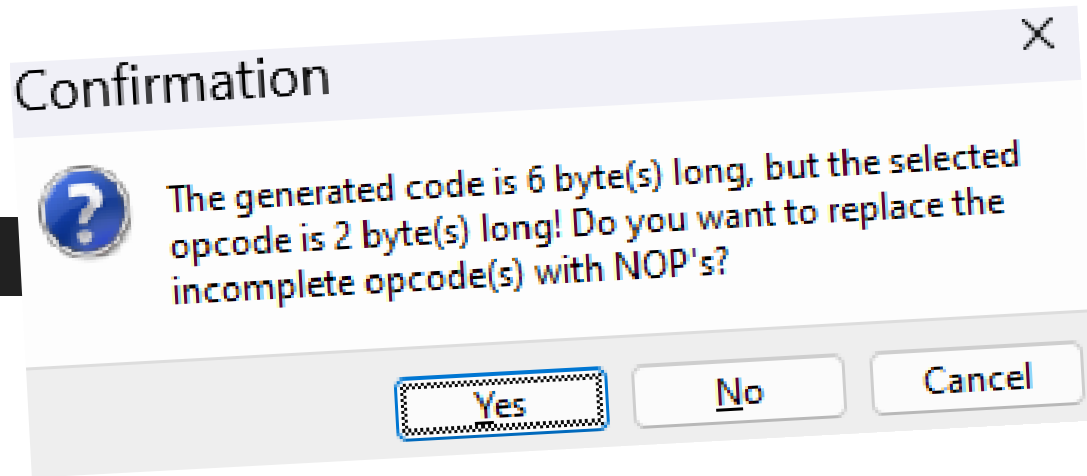 Confirmation
The generated code is 6 byte(s) long, but the selected
opcode is 2 byte(s) long! Do you want to replace the
incomplete opcode(s) with NOP's?
Yes
No
Cancel